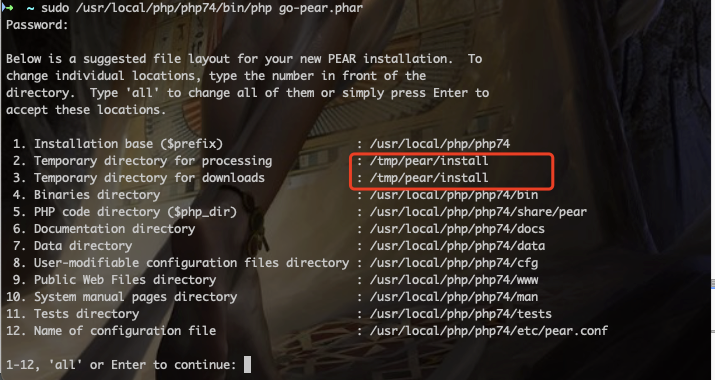 → ~ sudo /usr/local/php/php74/bin/php go-pear.phar
Password:
Below is a suggested file layout for your new PEAR installation. To
change individual locations, type the number in front of the
directory. Type 'all' to change all of them or simply press Enter to
accept these locations.
1. Installation base ($prefix) : /usr/local/php/php74
2. Temporary directory for processing : /tmp/pear/install
3. Temporary directory for downloads : /tmp/pear/install
4. Binaries directory : /usr/local/php/php74/bin
5. PHP code directory ($php_dir) : /usr/local/php/php74/share/pear
6. Documentation directory : /usr/local/php/php74/docs
7. Data directory : /usr/local/php/php74/data
8. User-modifiable configuration files directory : /usr/local/php/php74/cfg
9. Public Web Files directory : /usr/local/php/php74/www
10. System manual pages directory : /usr/local/php/php74/man
11. Tests directory : /usr/local/php/php74/tests
12. Name of configuration file : /usr/local/php/php74/etc/pear.conf
1-12, 'all' or Enter to continue: